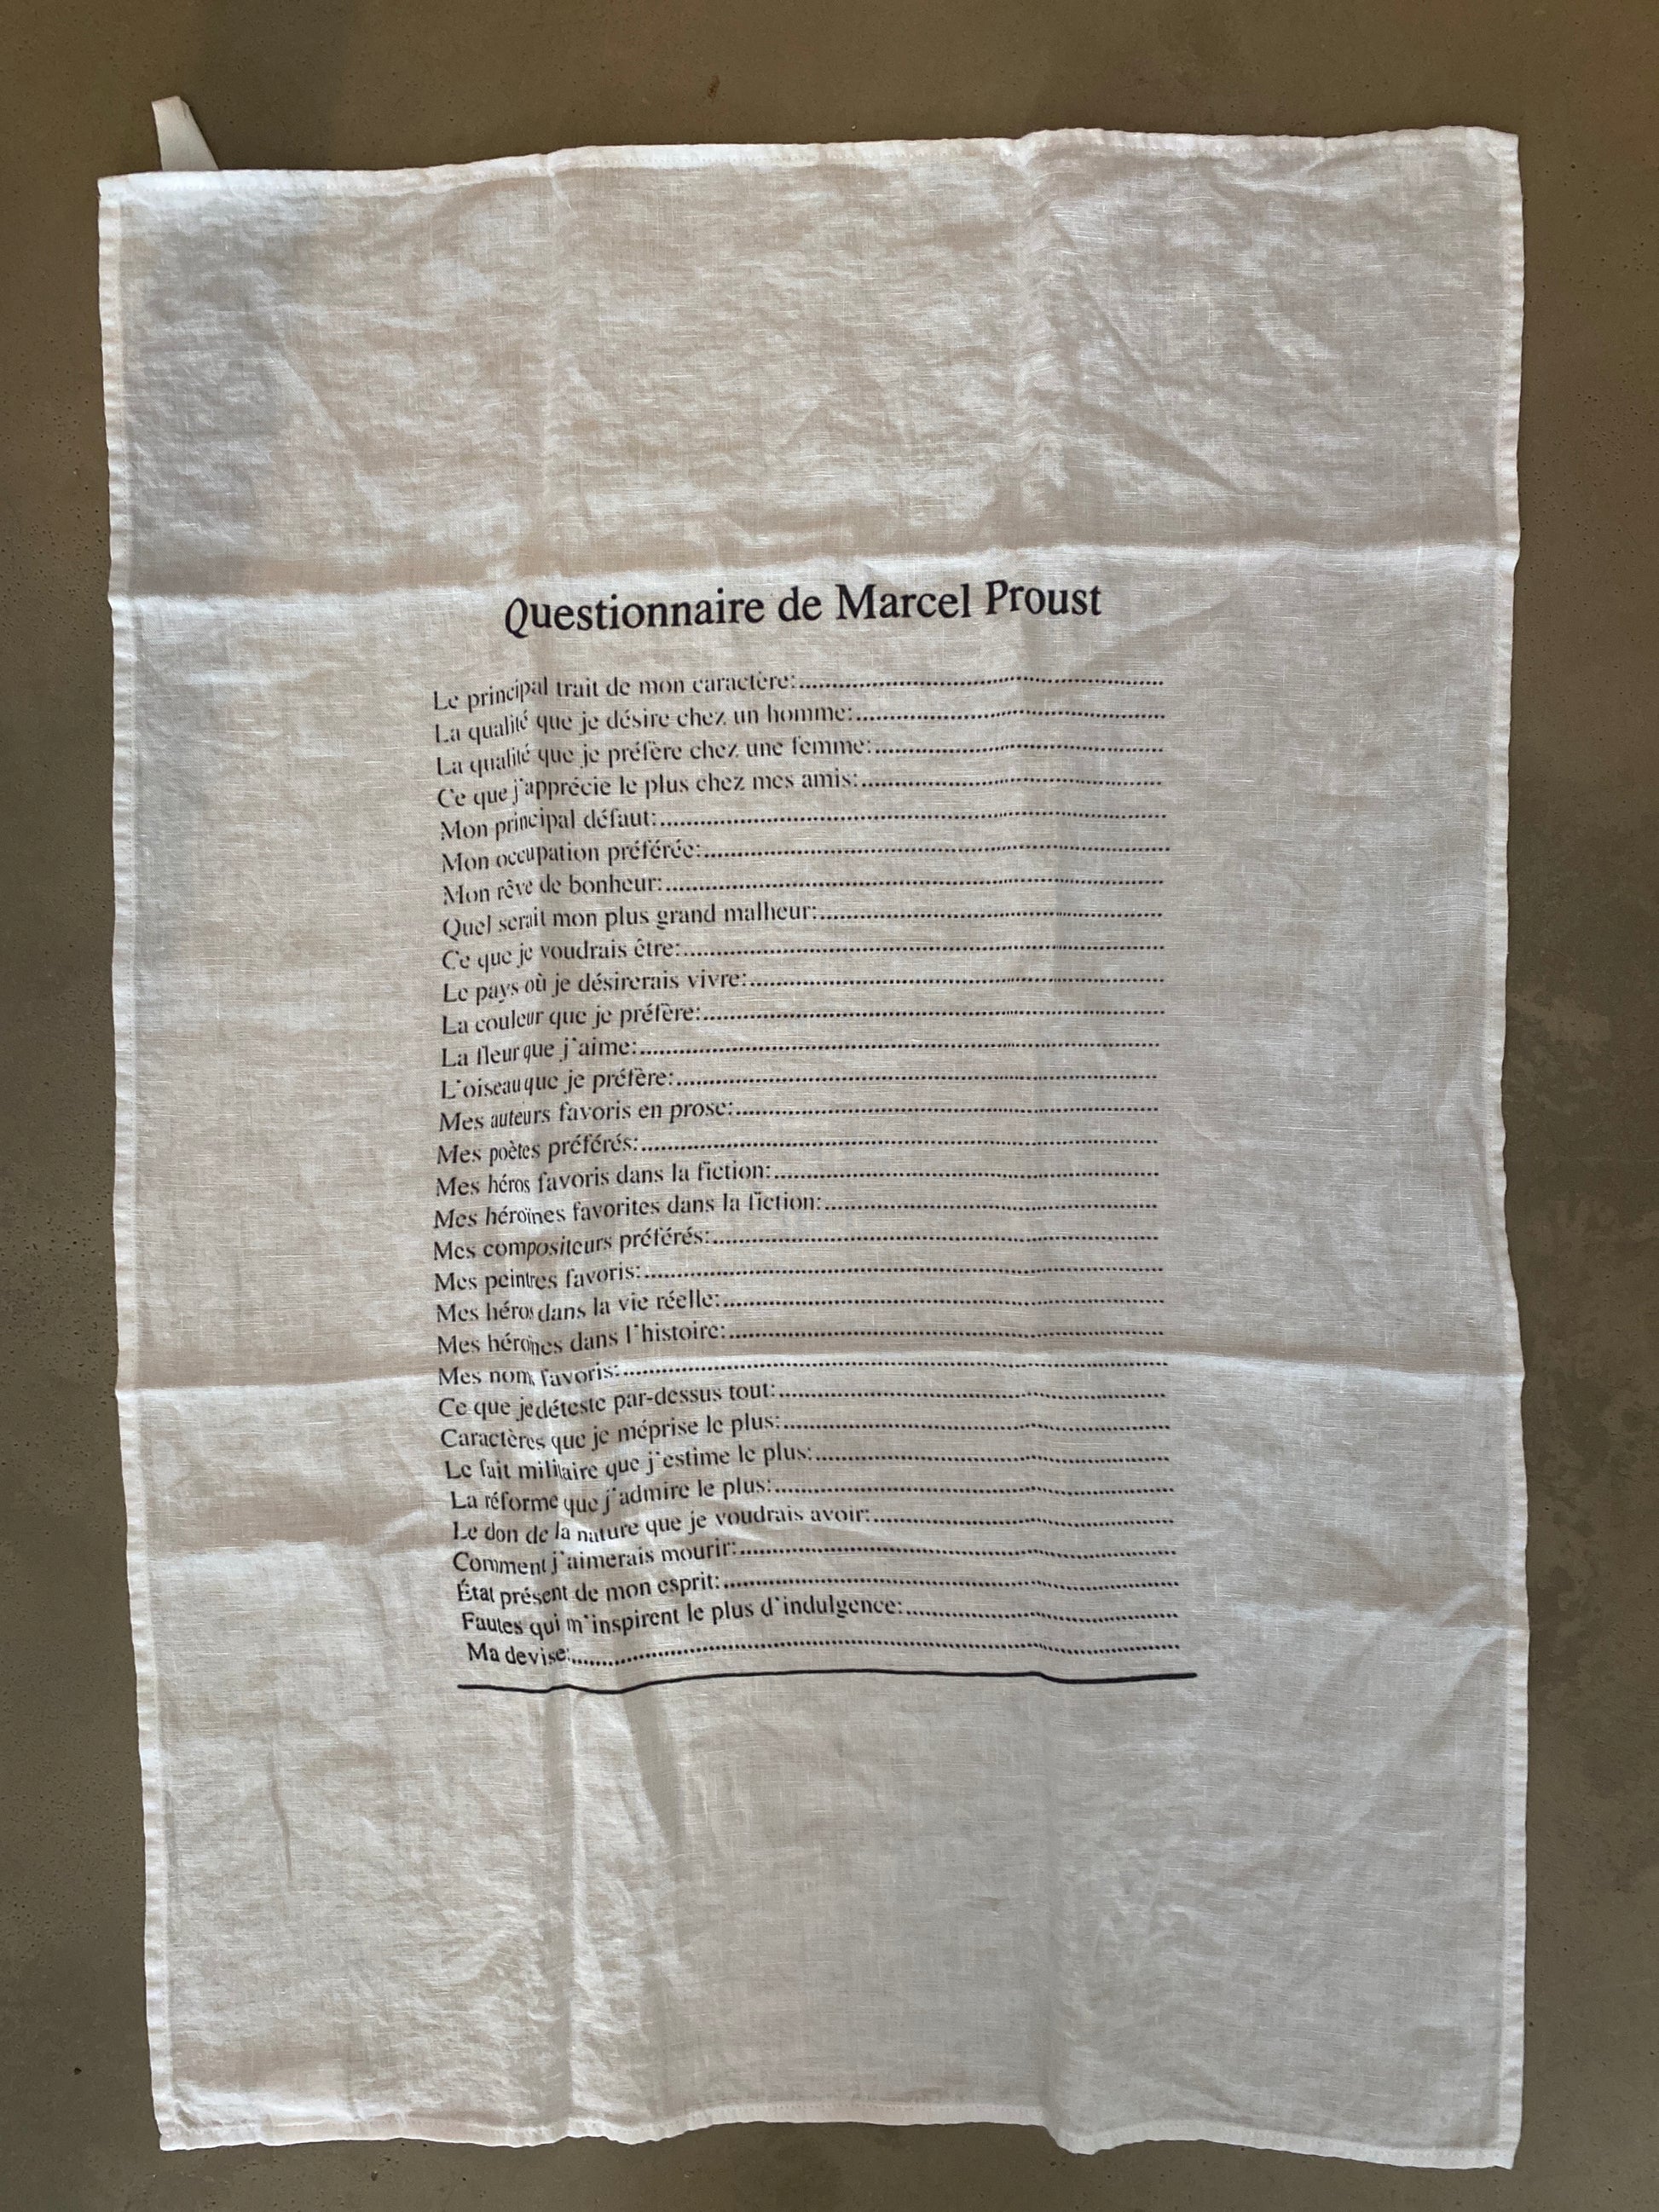 Questionnaire de Marcel Proust
Le principal trait de mon caractère:........................................
La qualité que je désire chez un homme:........................................
La qualité que je préfère chez une femme:........................................
Ce que j'apprécie le plus chez mes amis:........................................
Mon principal défaut:........................................
Mon occupation préférée:........................................
Mon rêve de bonheur:........................................
Quel serait mon plus grand malheur:........................................
Ce que je voudrais être:........................................
Le pays où je désirerais vivre:........................................
La couleur que je préfère:........................................
La fleur que j'aime:........................................
L'oiseau que je préfère:........................................
Mes auteurs favoris en prose:........................................
Mes poètes préférés:........................................
Mes héros favoris dans la fiction:........................................
Mes héroïnes favorites dans la fiction:........................................
Mes compositeurs préférés:........................................
Mes peintres favoris:........................................
Mes héros dans la vie réelle:........................................
Mes héroïnes dans l'histoire:........................................
Mes noms favoris:........................................
Ce que je déteste par-dessus tout:........................................
Caractères que je méprise le plus:........................................
Le fait militaire que j'estime le plus:........................................
La réforme que j'admire le plus:........................................
Le don de la nature que je voudrais avoir:........................................
Comment j'aimerais mourir:........................................
État présent de mon esprit:........................................
Fautes qui m'inspirent le plus d'indulgence:........................................
Ma devise:........................................